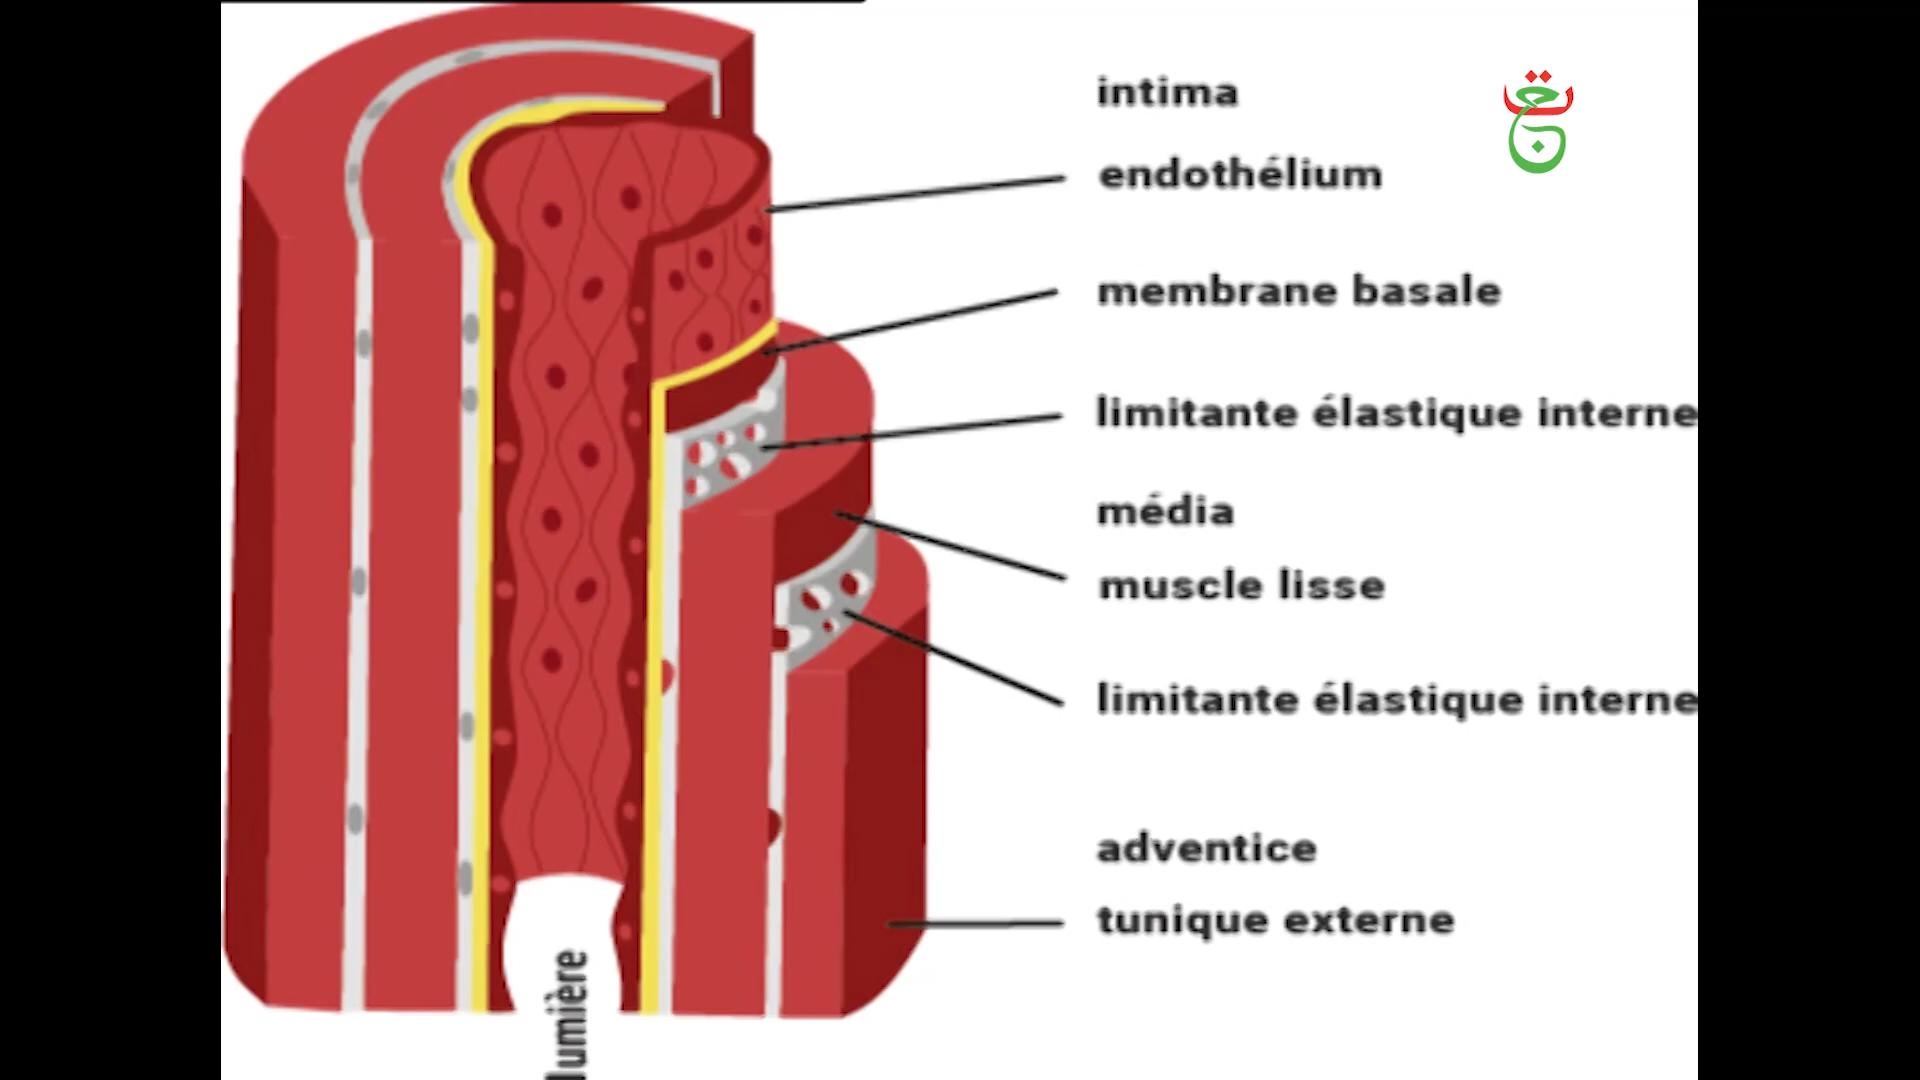 intima
endothélium
membrane basale
limitante élastique interne
média
muscle lisse
limitante élastique interne
adventice
tunique externe
lumière